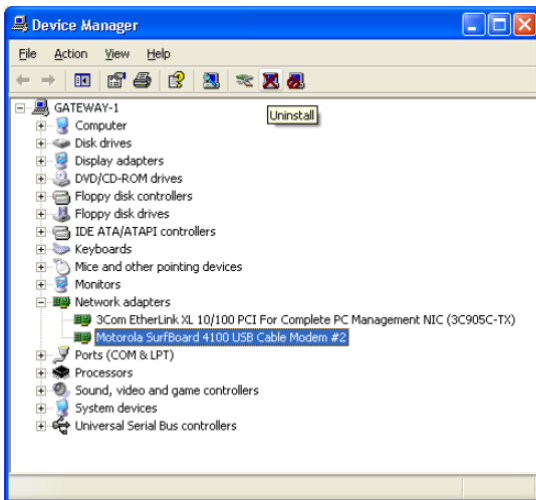 Device Manager
File Action View Help
Uninstall
GATEWAY-1
Computer
Disk drives
Display adapters
DVD/CD-ROM drives
Floppy disk controllers
Floppy disk drives
IDE ATA/ATAPI controllers
Keyboards
Mice and other pointing devices
Monitors
Network adapters
3Com EtherLink XL 10/100 PCI For Complete PC Management NIC (3C905C-TX)
Motorola SurfBoard 4100 USB Cable Modem #2
Ports (COM & LPT)
Processors
Sound, video and game controllers
System devices
Universal Serial Bus controllers